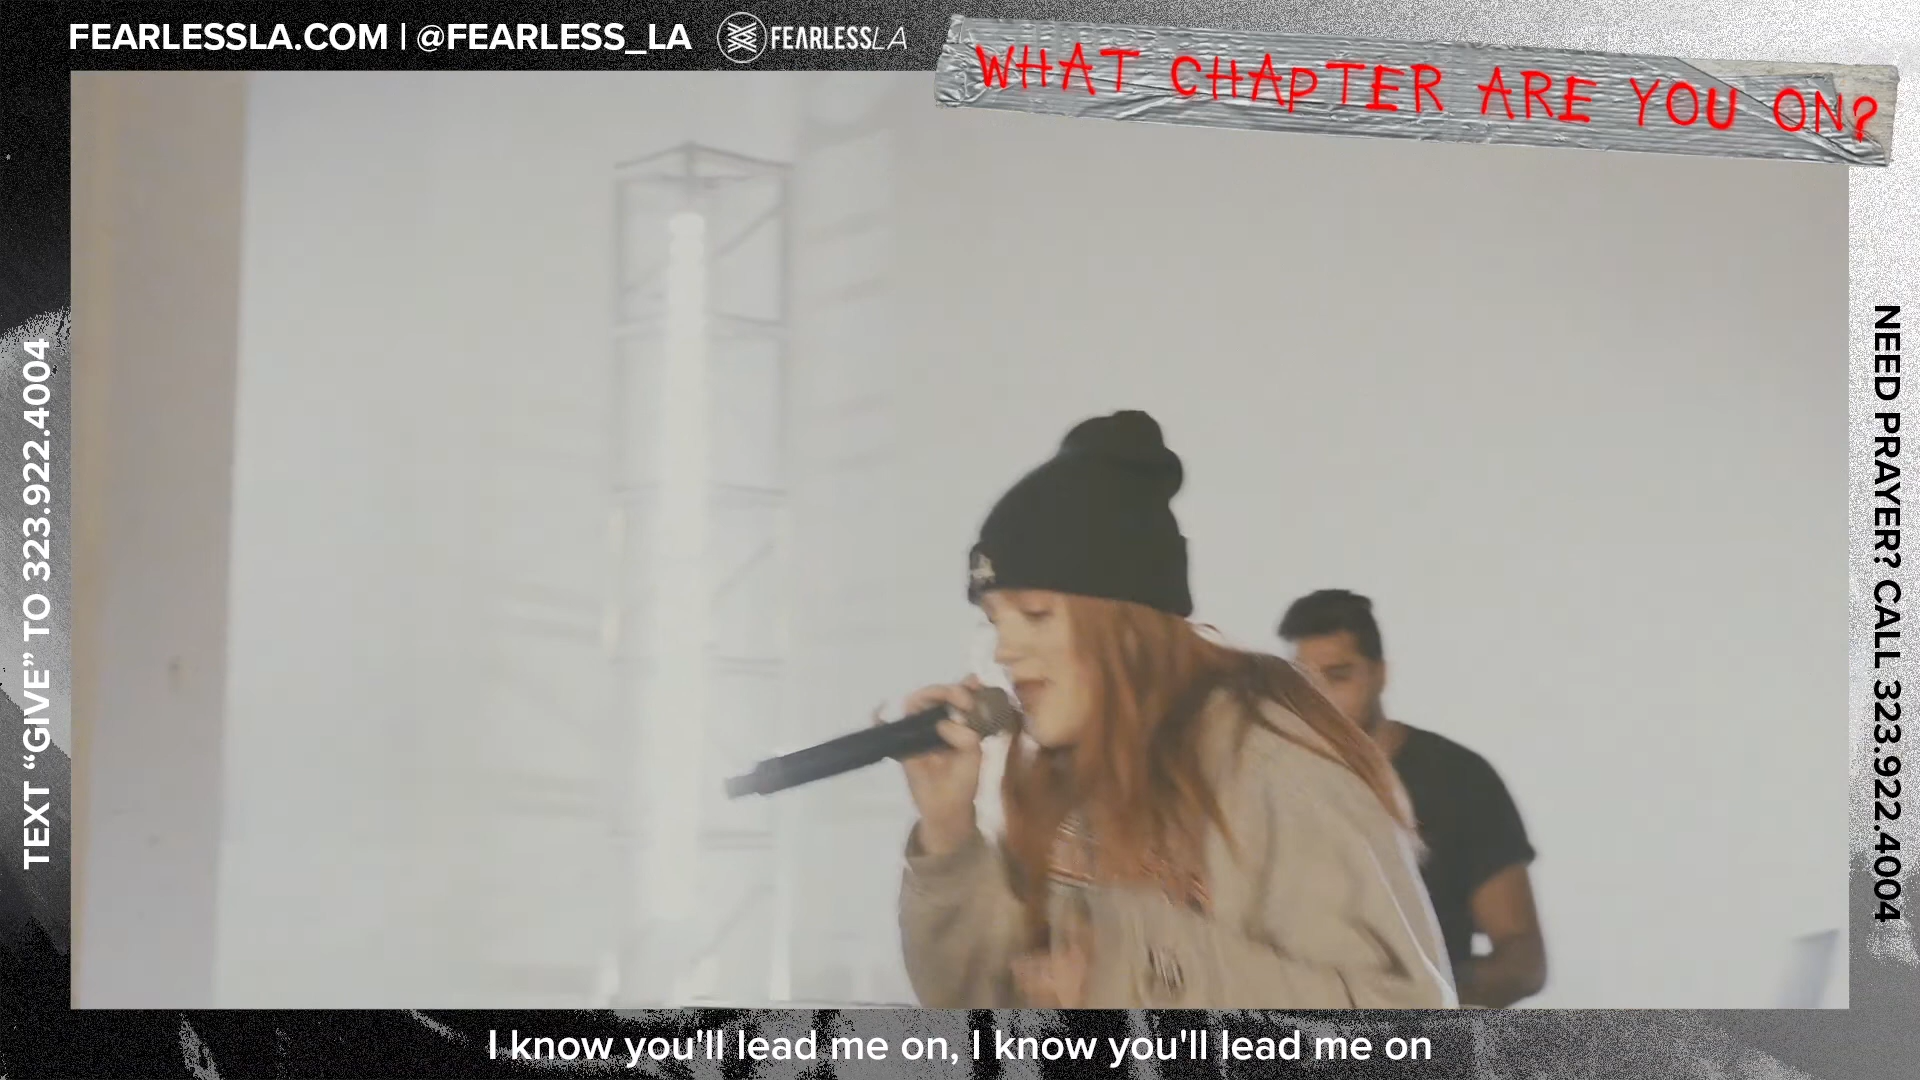 FEARLESSLA.COM | @FEARLESS_LA
FEARLESSLA
WHAT CHAPTER ARE YOU ON?
TEXT “GIVE” TO 323.922.4004
NEED PRAYER? CALL 323.922.4004
I know you'll lead me on, I know you'll lead me on